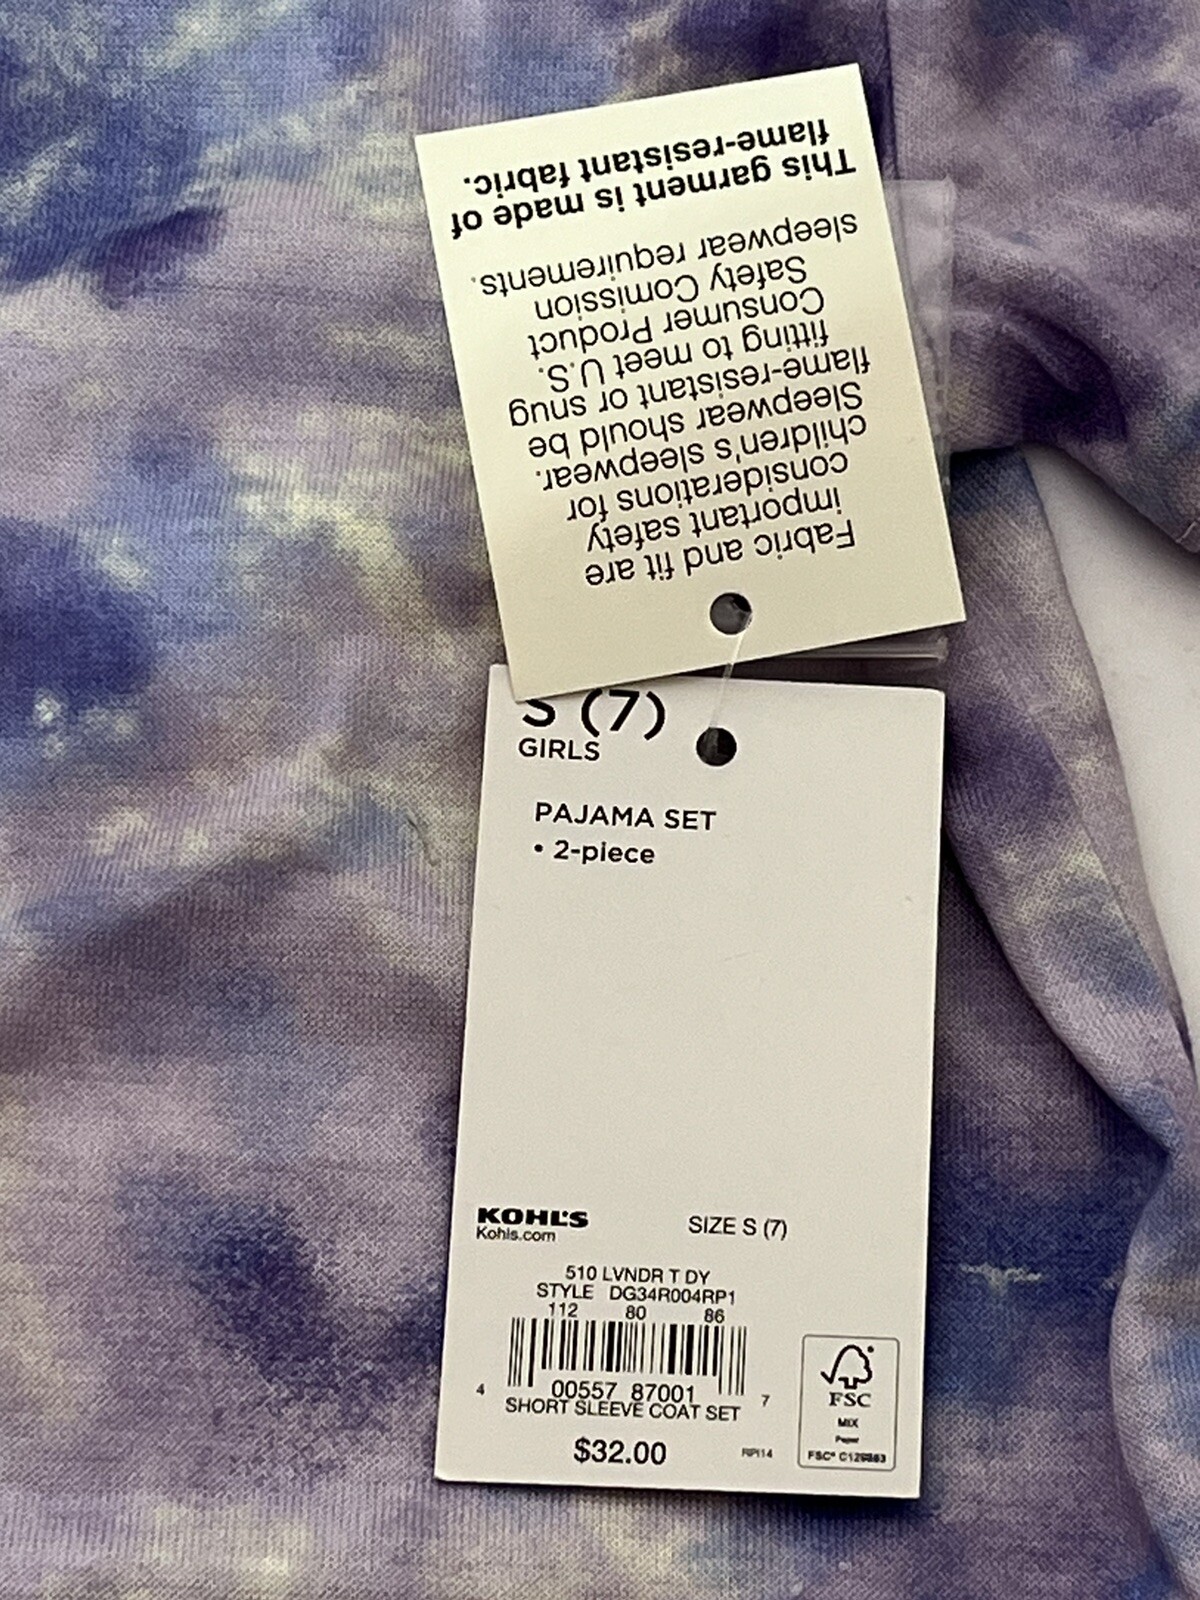 Fabric and fit are
important safety
considerations for
children's sleepwear.
Sleepwear should be
flame-resistant or snug
fitting to meet U.S.
Consumer Product
Safety Comission
sleepwear requirements.
This garment is made of
flame-resistant fabric.
S (7)
GIRLS
PAJAMA SET
• 2-piece
KOHL'S
Kohls.com
SIZE S (7)
510 LVNDR T DY
STYLE DG34R004RP1
112 80 86
4 00557 87001 7
SHORT SLEEVE COAT SET
$32.00
RPI14
FSC
MIX
Paper